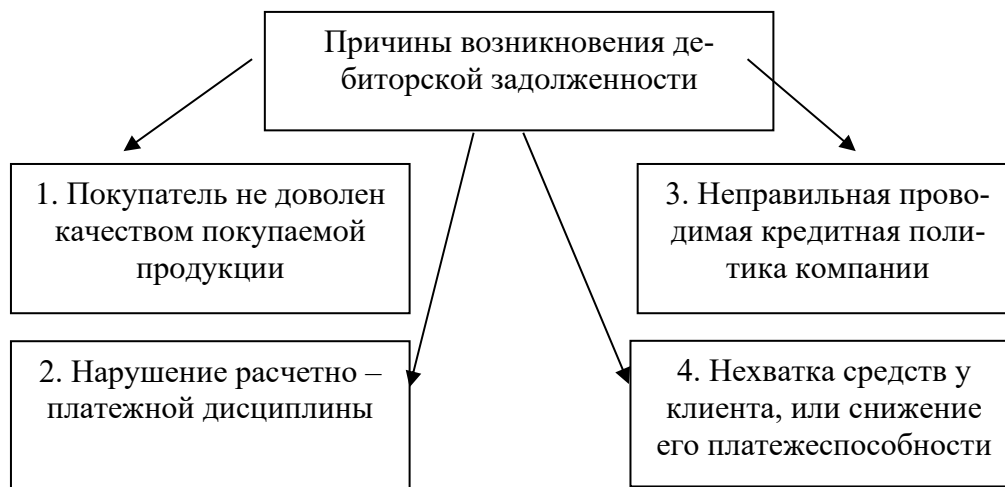 Причины возникновения де-
биторской задолженности
1. Покупатель не доволен
качеством покупаемой
продукции
2. Нарушение расчетно –
платежной дисциплины
3. Неправильная прово-
димая кредитная поли-
тика компании
4. Нехватка средств у
клиента, или снижение
его платежеспособности